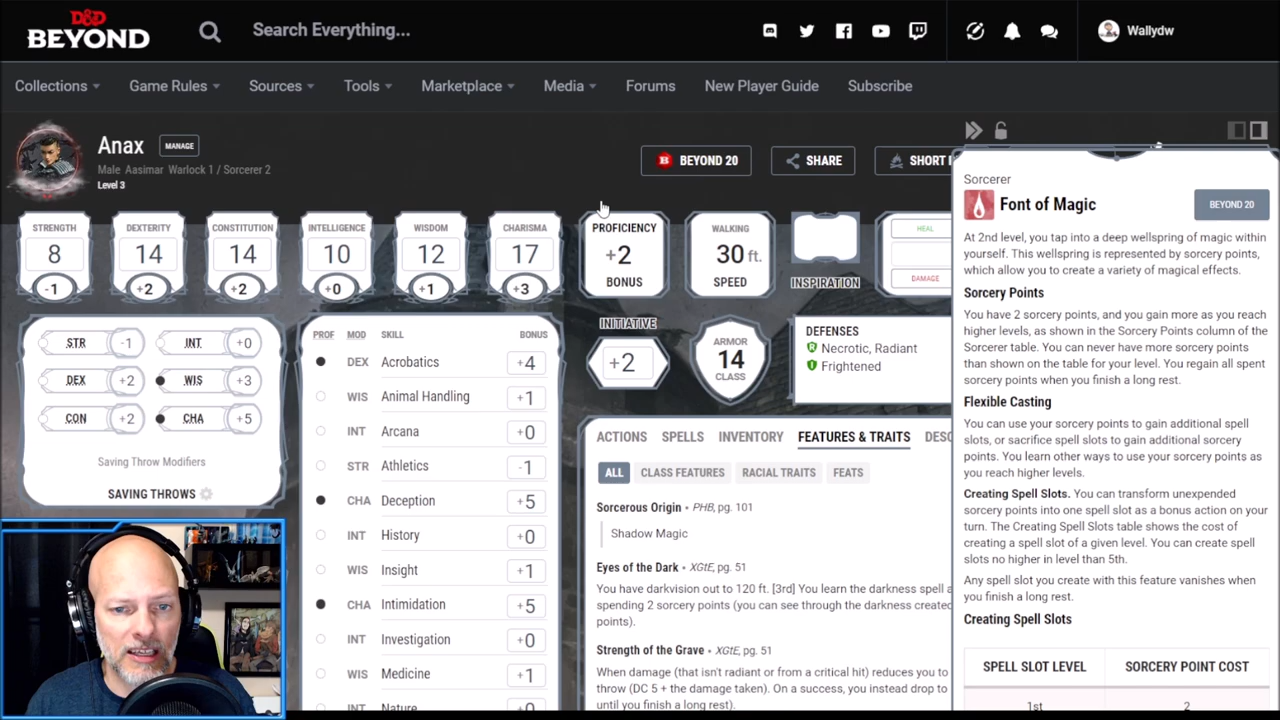 D&D
BEYOND
Search Everything...
Wallydw
Collections
Game Rules
Sources
Tools
Marketplace
Media
Forums
New Player Guide
Subscribe
Anax
MANAGE
Male Aasimar Warlock 1 / Sorcerer 2
Level 3
BEYOND 20
SHARE
SHORT
STRENGTH
8
-1
DEXTERITY
14
+2
CONSTITUTION
14
+2
INTELLIGENCE
10
+0
WISDOM
12
+1
CHARISMA
17
+3
PROFICIENCY
+2
BONUS
WALKING
30 ft.
SPEED
INSPIRATION
HEAL
DAMAGE
STR -1
INT +0
DEX +2
WIS +3
CON +2
CHA +5
Saving Throw Modifiers
SAVING THROWS
PROF MOD SKILL BONUS
DEX Acrobatics +4
WIS Animal Handling +1
INT Arcana +0
STR Athletics -1
CHA Deception +5
INT History +0
WIS Insight +1
CHA Intimidation +5
INT Investigation +0
WIS Medicine +1
INT Nature +0
INITIATIVE
+2
ARMOR
14
CLASS
DEFENSES
Necrotic, Radiant
Frightened
ACTIONS
SPELLS
INVENTORY
FEATURES & TRAITS
DESC
ALL
CLASS FEATURES
RACIAL TRAITS
FEATS
Sorcerous Origin • PHB, pg. 101
Shadow Magic
Eyes of the Dark • XGtE, pg. 51
You have darkvision out to 120 ft. [3rd] You learn the darkness spell a
spending 2 sorcery points (you can see through the darkness created
points).
Strength of the Grave • XGtE, pg. 51
When damage (that isn't radiant or from a critical hit) reduces you to
throw (DC 5 + the damage taken). On a success, you instead drop to
until you finish a long rest).
Sorcerer
Font of Magic
BEYOND 20
At 2nd level, you tap into a deep wellspring of magic within
yourself. This wellspring is represented by sorcery points,
which allow you to create a variety of magical effects.
Sorcery Points
You have 2 sorcery points, and you gain more as you reach
higher levels, as shown in the Sorcery Points column of the
Sorcerer table. You can never have more sorcery points
than shown on the table for your level. You regain all spent
sorcery points when you finish a long rest.
Flexible Casting
You can use your sorcery points to gain additional spell
slots, or sacrifice spell slots to gain additional sorcery
points. You learn other ways to use your sorcery points as
you reach higher levels.
Creating Spell Slots. You can transform unexpended
sorcery points into one spell slot as a bonus action on your
turn. The Creating Spell Slots table shows the cost of
creating a spell slot of a given level. You can create spell
slots no higher in level than 5th.
Any spell slot you create with this feature vanishes when
you finish a long rest.
Creating Spell Slots
SPELL SLOT LEVEL SORCERY POINT COST
1st 2